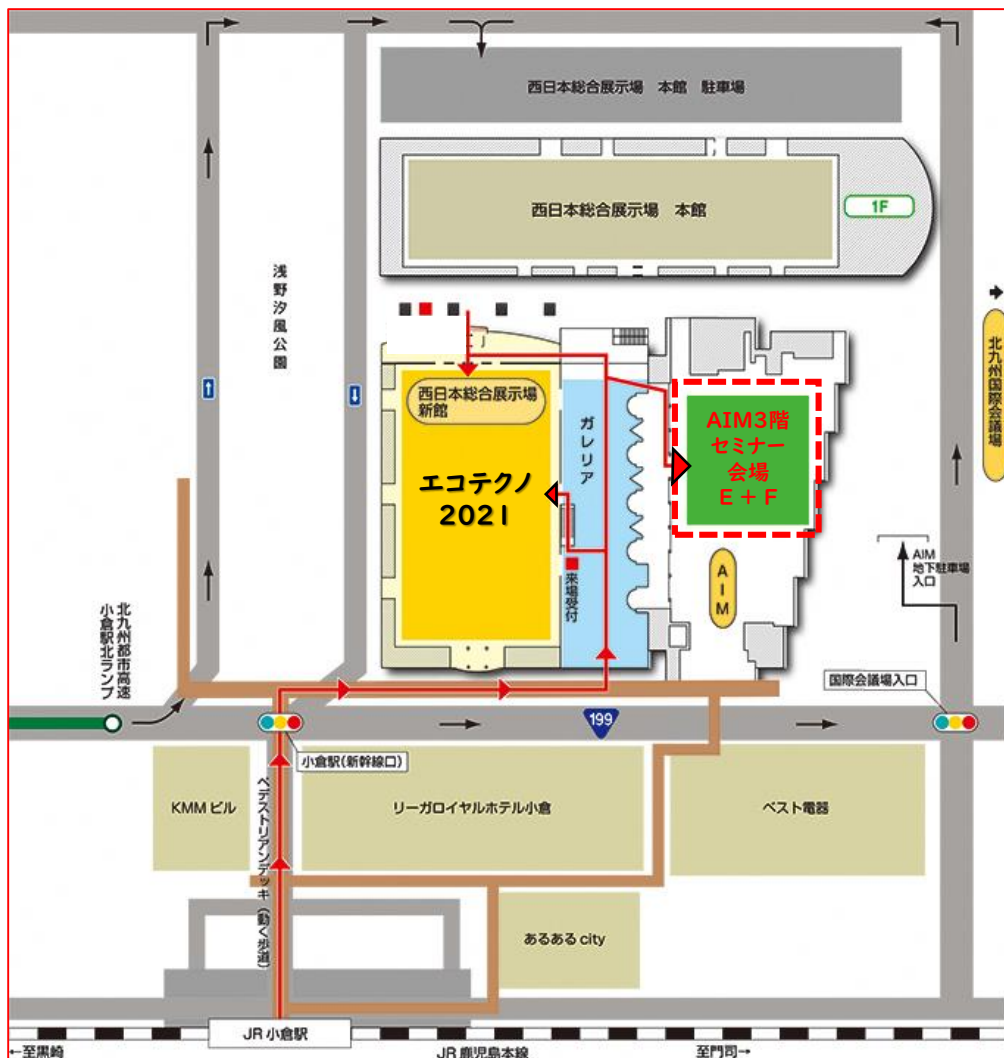 西日本総合展示場 本館 駐車場
西日本総合展示場 本館
1F
浅野汐風公園
北九州国際会議場
西日本総合展示場
新館
ガレリア
AIM3階
セミナー
会場
E + F
エコテクノ
2021
来場受付
AIM
AIM
地下駐車場
入口
北九州都市高速
小倉駅北ランプ
国際会議場入口
199
小倉駅(新幹線口)
KMMビル
ペデストリアンデッキ(動く歩道)
リーガロイヤルホテル小倉
ベスト電器
あるあるcity
JR 小倉駅
←至黒崎
JR 鹿児島本線
至門司→